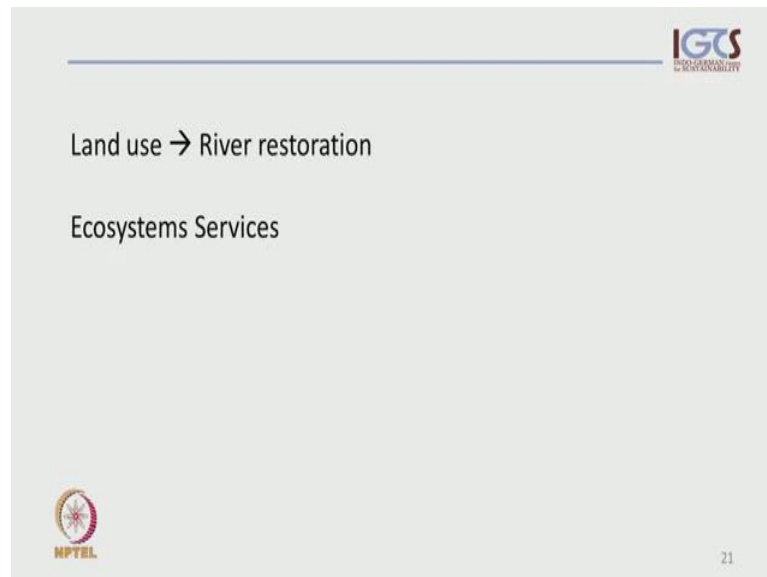 IGCS
INDO-GERMAN Centre
for SUSTAINABILITY
Land use → River restoration
Ecosystems Services
NPTEL
21